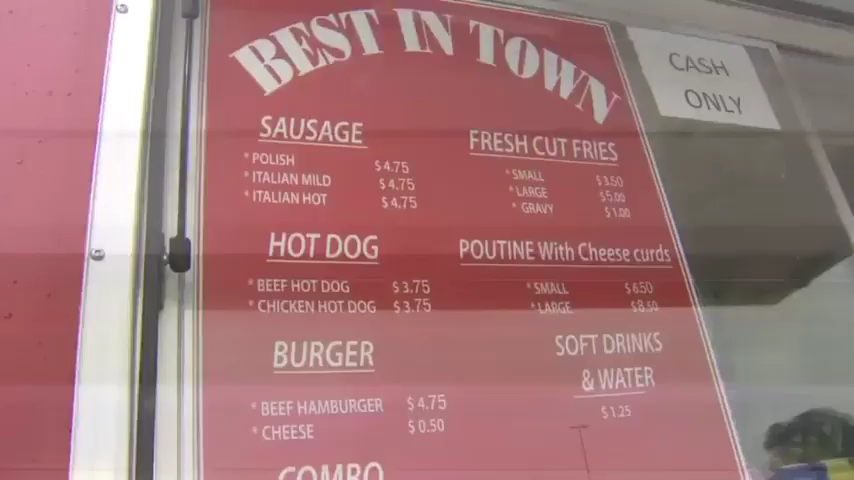 BEST IN TOWN
CASH
ONLY
SAUSAGE
* POLISH $4.75
* ITALIAN MILD $4.75
* ITALIAN HOT $4.75
HOT DOG
* BEEF HOT DOG $3.75
* CHICKEN HOT DOG $3.75
BURGER
* BEEF HAMBURGER $4.75
* CHEESE $0.50
COMBO
FRESH CUT FRIES
* SMALL $3.50
* LARGE $5.00
* GRAVY $1.00
POUTINE With Cheese curds
* SMALL $6.50
* LARGE $8.50
SOFT DRINKS
& WATER
$1.25